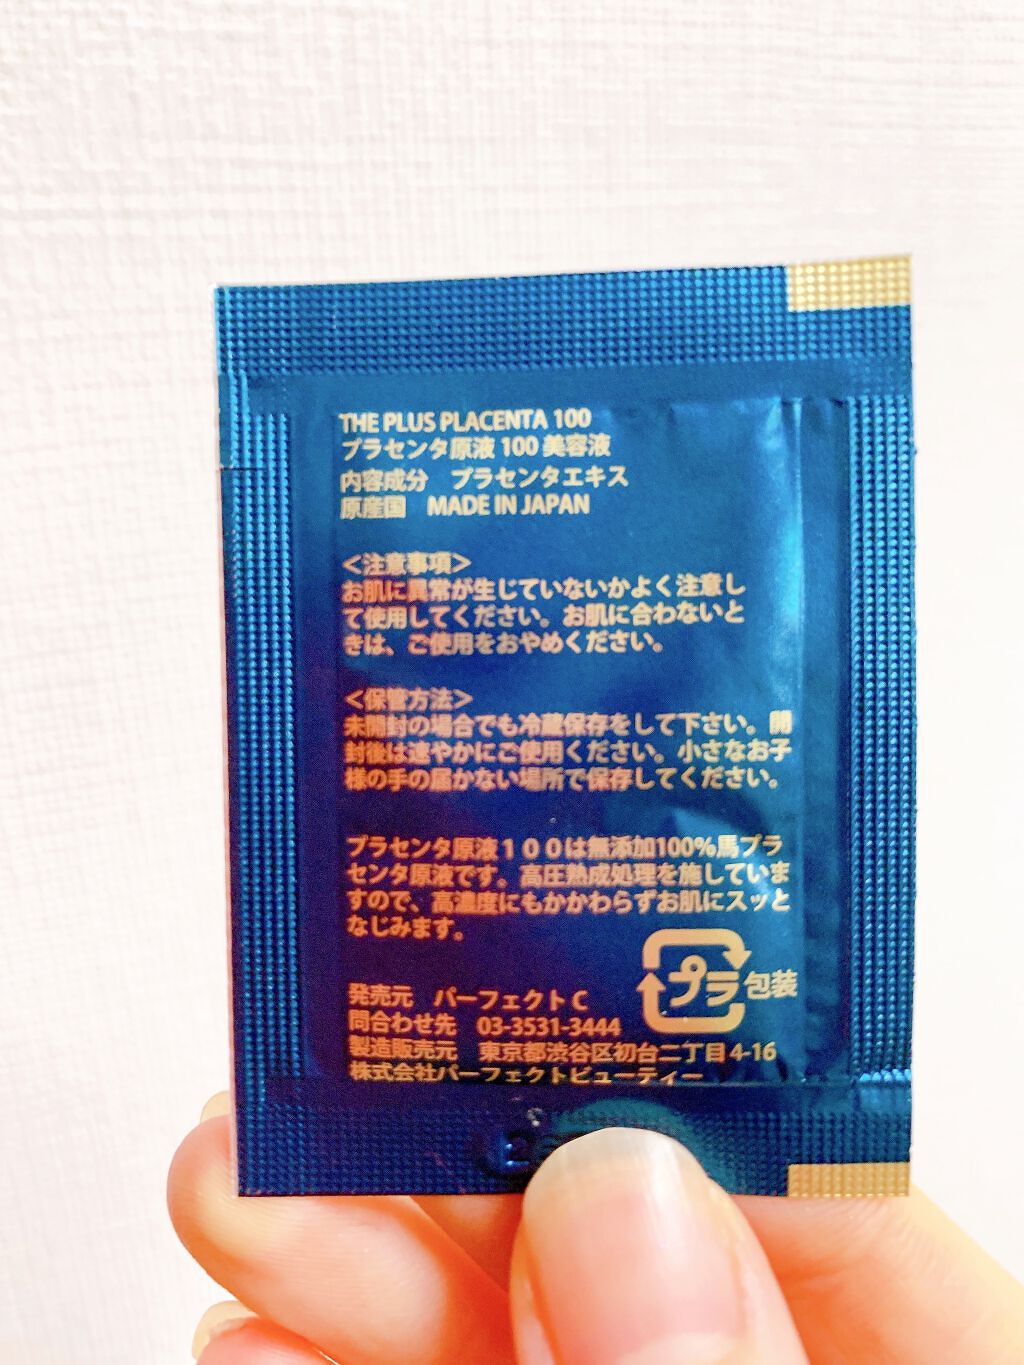 THE PLUS PLACENTA 100
プラセンタ原液 100 美容液
内容成分　プラセンタエキス
原産国　MADE IN JAPAN
＜注意事項＞
お肌に異常が生じていないかよく注意し
て使用してください。お肌に合わないと
きは、ご使用をおやめください。
＜保管方法＞
未開封の場合でも冷蔵保存をして下さい。開
封後は速やかにご使用ください。小さなお子
様の手の届かない場所で保存してください。
プラセンタ原液１００は無添加100%馬プラ
センタ原液です。高圧熟成処理を施していま
すので、高濃度にもかかわらずお肌にスッと
なじみます。
プラ 包装
発売元　パーフェクトC
問合わせ先　03-3531-3444
製造販売元　東京都渋谷区初台二丁目4-16
株式会社パーフェクトビューティー